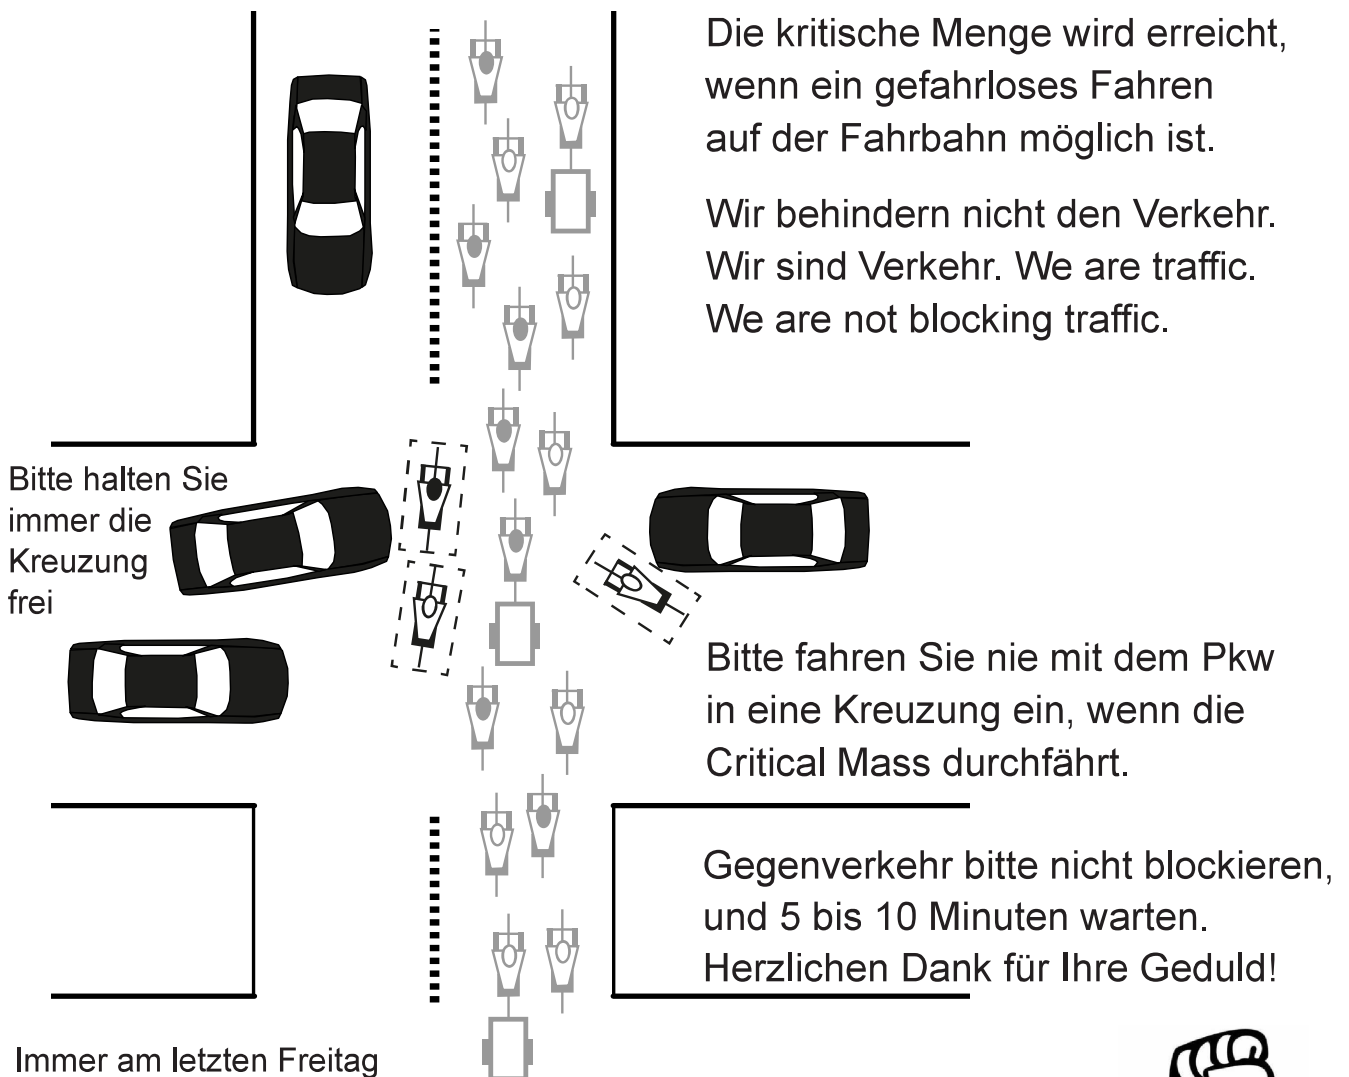 Die kritische Menge wird erreicht,
wenn ein gefahrloses Fahren
auf der Fahrbahn möglich ist.
Wir behindern nicht den Verkehr.
Wir sind Verkehr. We are traffic.
We are not blocking traffic.
Bitte halten Sie
immer die
Kreuzung
frei
Bitte fahren Sie nie mit dem Pkw
in eine Kreuzung ein, wenn die
Critical Mass durchfährt.
Gegenverkehr bitte nicht blockieren,
und 5 bis 10 Minuten warten.
Herzlichen Dank für Ihre Geduld!
Immer am letzten Freitag